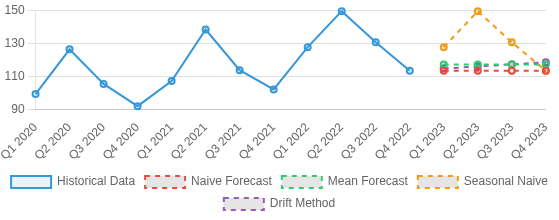 150
130
110
90
Q1 2020
Q2 2020
Q3 2020
Q4 2020
Q1 2021
Q2 2021
Q3 2021
Q4 2021
Q1 2022
Q2 2022
Q3 2022
Q4 2022
Q1 2023
Q2 2023
Q3 2023
Q4 2023
Historical Data Naive Forecast Mean Forecast Seasonal Naive
Drift Method